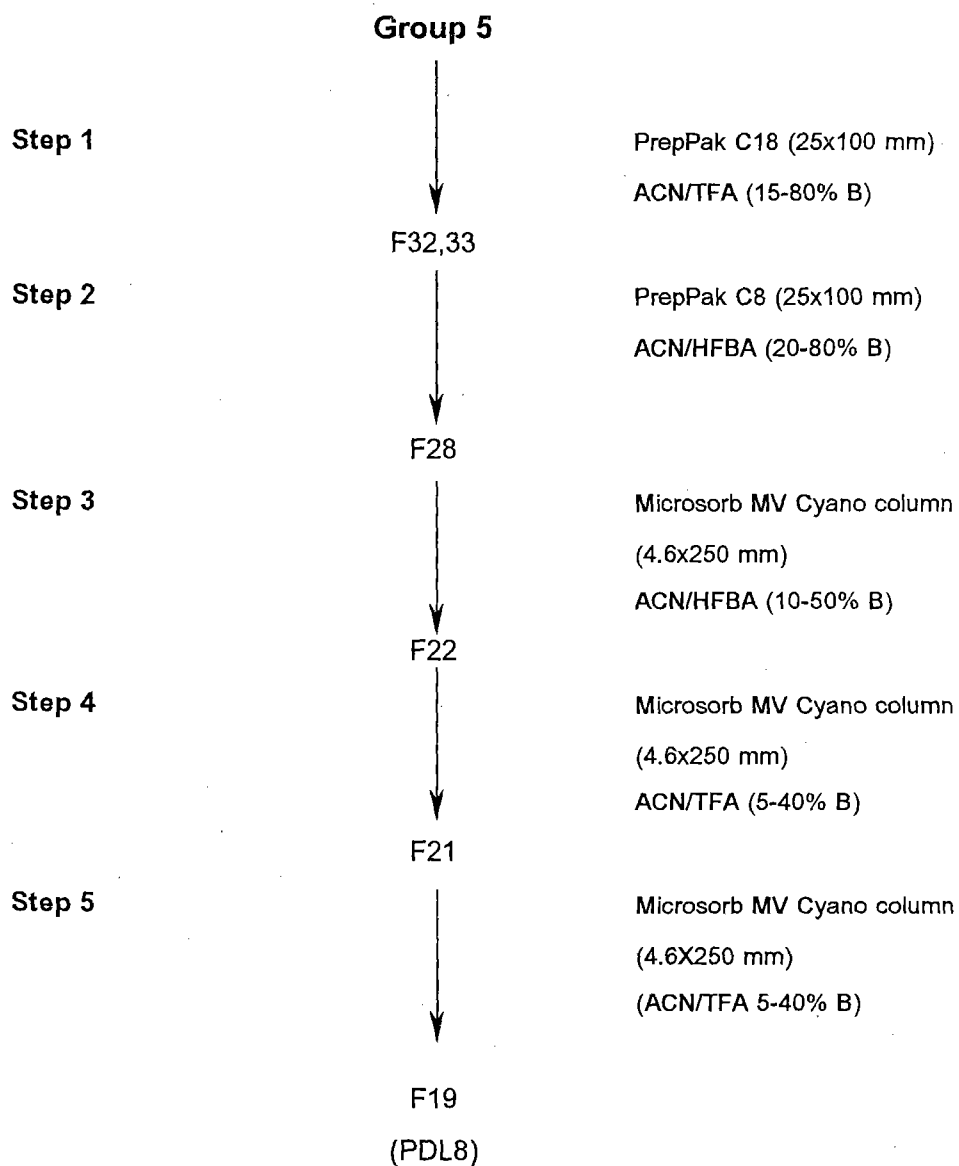 Group 5
Step 1
PrepPak C18 (25x100 mm)
ACN/TFA (15-80% B)
F32,33
Step 2
PrepPak C8 (25x100 mm)
ACN/HFBA (20-80% B)
F28
Step 3
Microsorb MV Cyano column
(4.6x250 mm)
ACN/HFBA (10-50% B)
F22
Step 4
Microsorb MV Cyano column
(4.6x250 mm)
ACN/TFA (5-40% B)
F21
Step 5
Microsorb MV Cyano column
(4.6X250 mm)
(ACN/TFA 5-40% B)
F19
(PDL8)